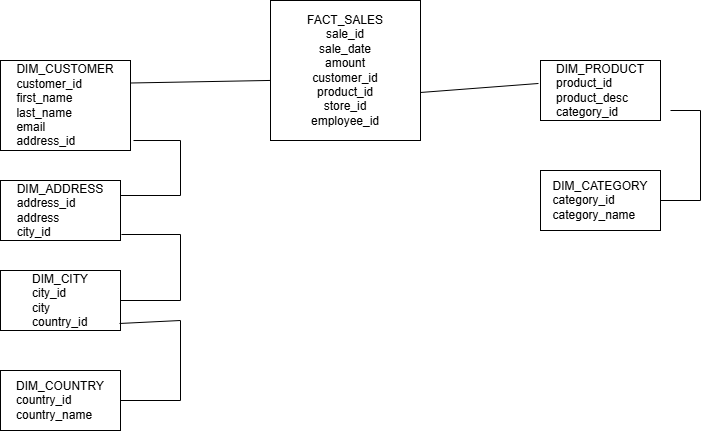 FACT_SALES
sale_id
sale_date
amount
customer_id
product_id
store_id
employee_id
DIM_CUSTOMER
customer_id
first_name
last_name
email
address_id
DIM_PRODUCT
product_id
product_desc
category_id
DIM_ADDRESS
address_id
address
city_id
DIM_CATEGORY
category_id
category_name
DIM_CITY
city_id
city
country_id
DIM_COUNTRY
country_id
country_name